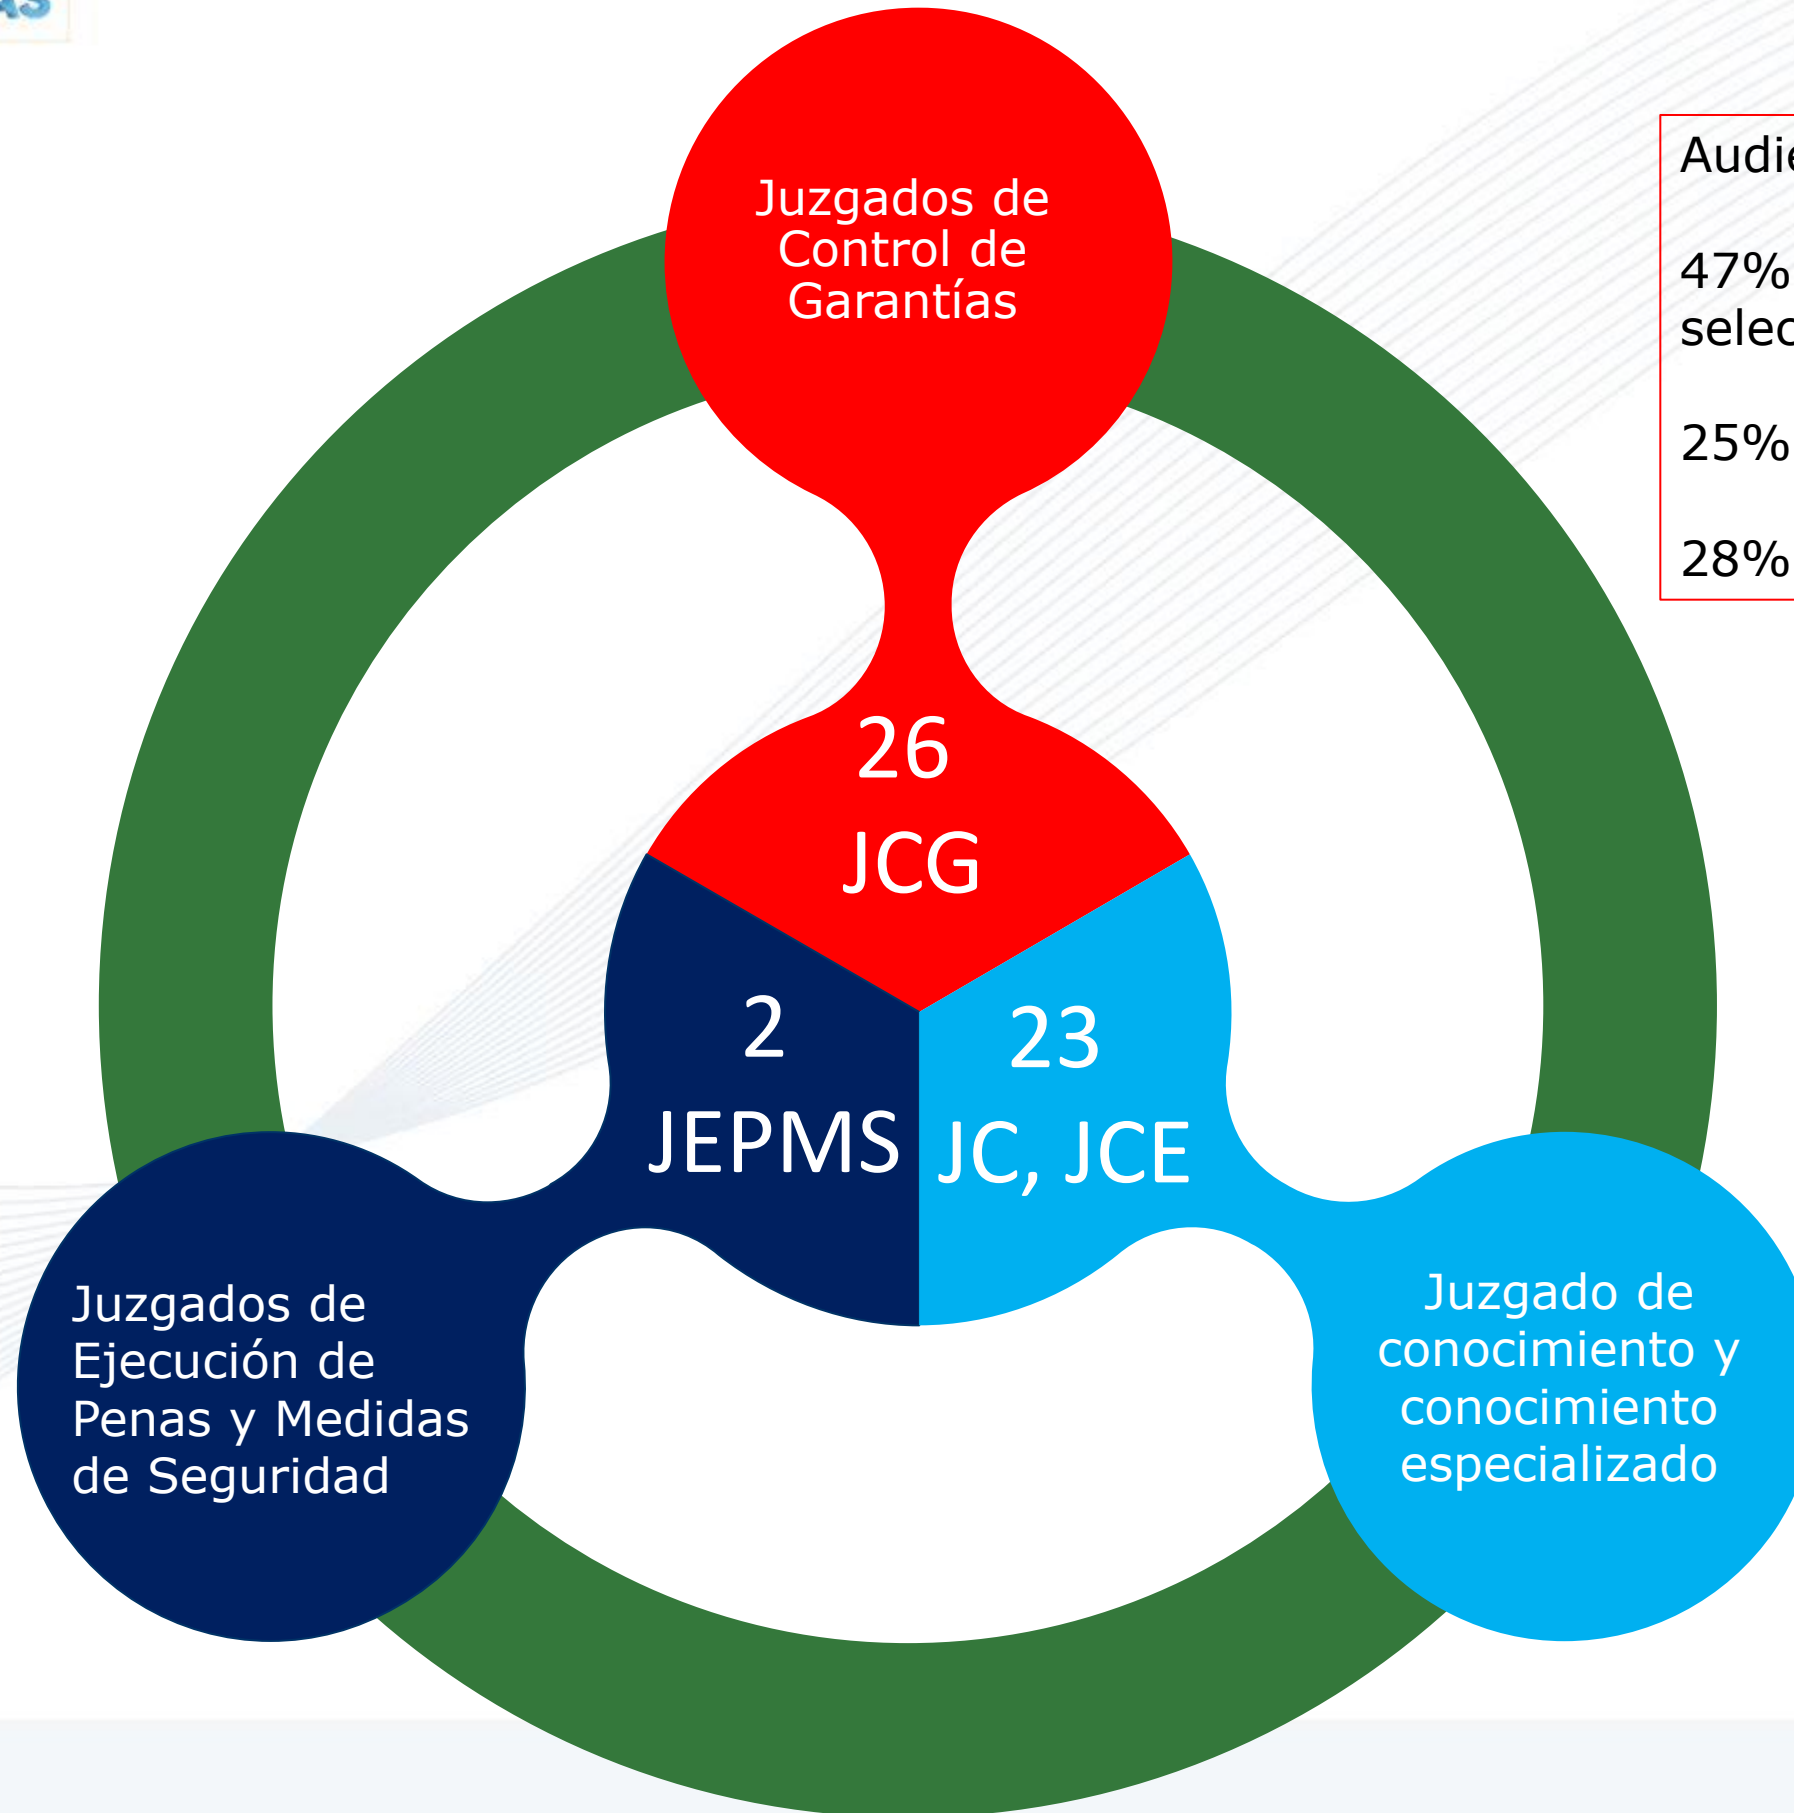 Juzgados de
Control de
Garantías
47%
25%
28%
26
JCG
2
JEPMS
23
JC, JCE
Juzgados de
Ejecución de
Penas y Medidas
de Seguridad
Juzgado de
conocimiento y
conocimiento
especializado